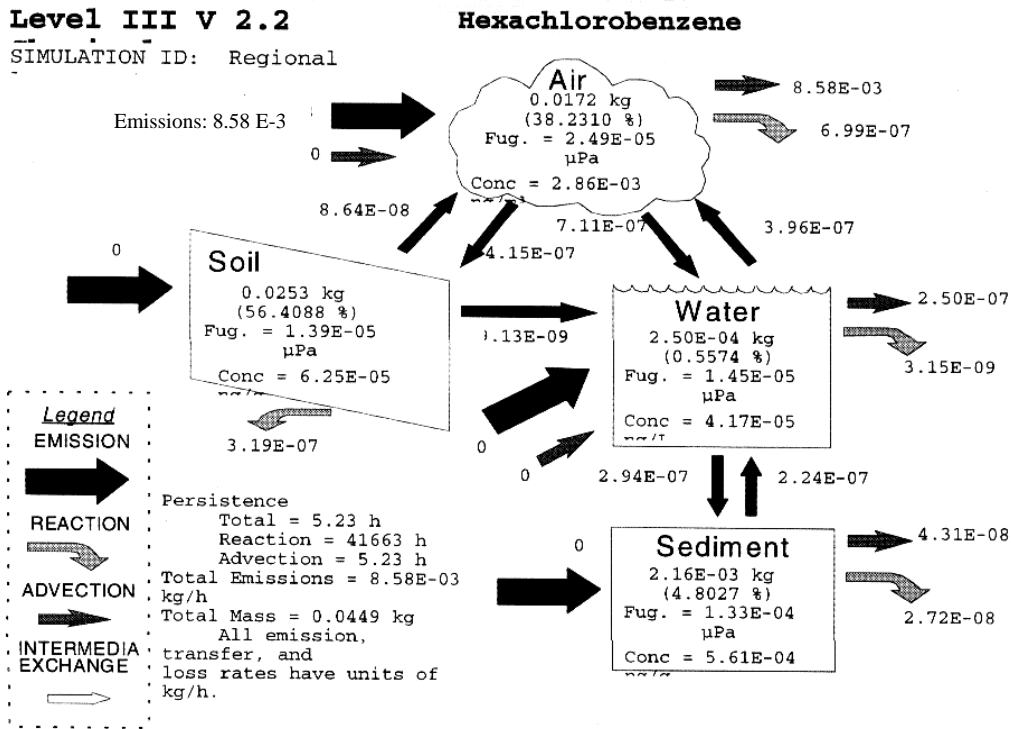 Level III V 2.2
Hexachlorobenzene
SIMULATION ID: Regional
Emissions: 8.58 E-3
0
Air
0.0172 kg
(38.2310 %)
Fug. = 2.49E-05
µPa
Conc = 2.86E-03
8.58E-03
6.99E-07
8.64E-08
4.15E-07
7.11E-07
3.96E-07
0
Soil
0.0253 kg
(56.4088 %)
Fug. = 1.39E-05
µPa
Conc = 6.25E-05
3.19E-07
.13E-09
Water
2.50E-04 kg
(0.5574 %)
Fug. = 1.45E-05
µPa
Conc = 4.17E-05
2.50E-07
3.15E-09
0
0
2.94E-07
2.24E-07
0
Sediment
2.16E-03 kg
(4.8027 %)
Fug. = 1.33E-04
µPa
Conc = 5.61E-04
4.31E-08
2.72E-08
Legend
EMISSION
REACTION
ADVECTION
INTERMEDIA
EXCHANGE
Persistence
Total = 5.23 h
Reaction = 41663 h
Advection = 5.23 h
Total Emissions = 8.58E-03
kg/h
Total Mass = 0.0449 kg
All emission,
transfer, and
loss rates have units of
kg/h.